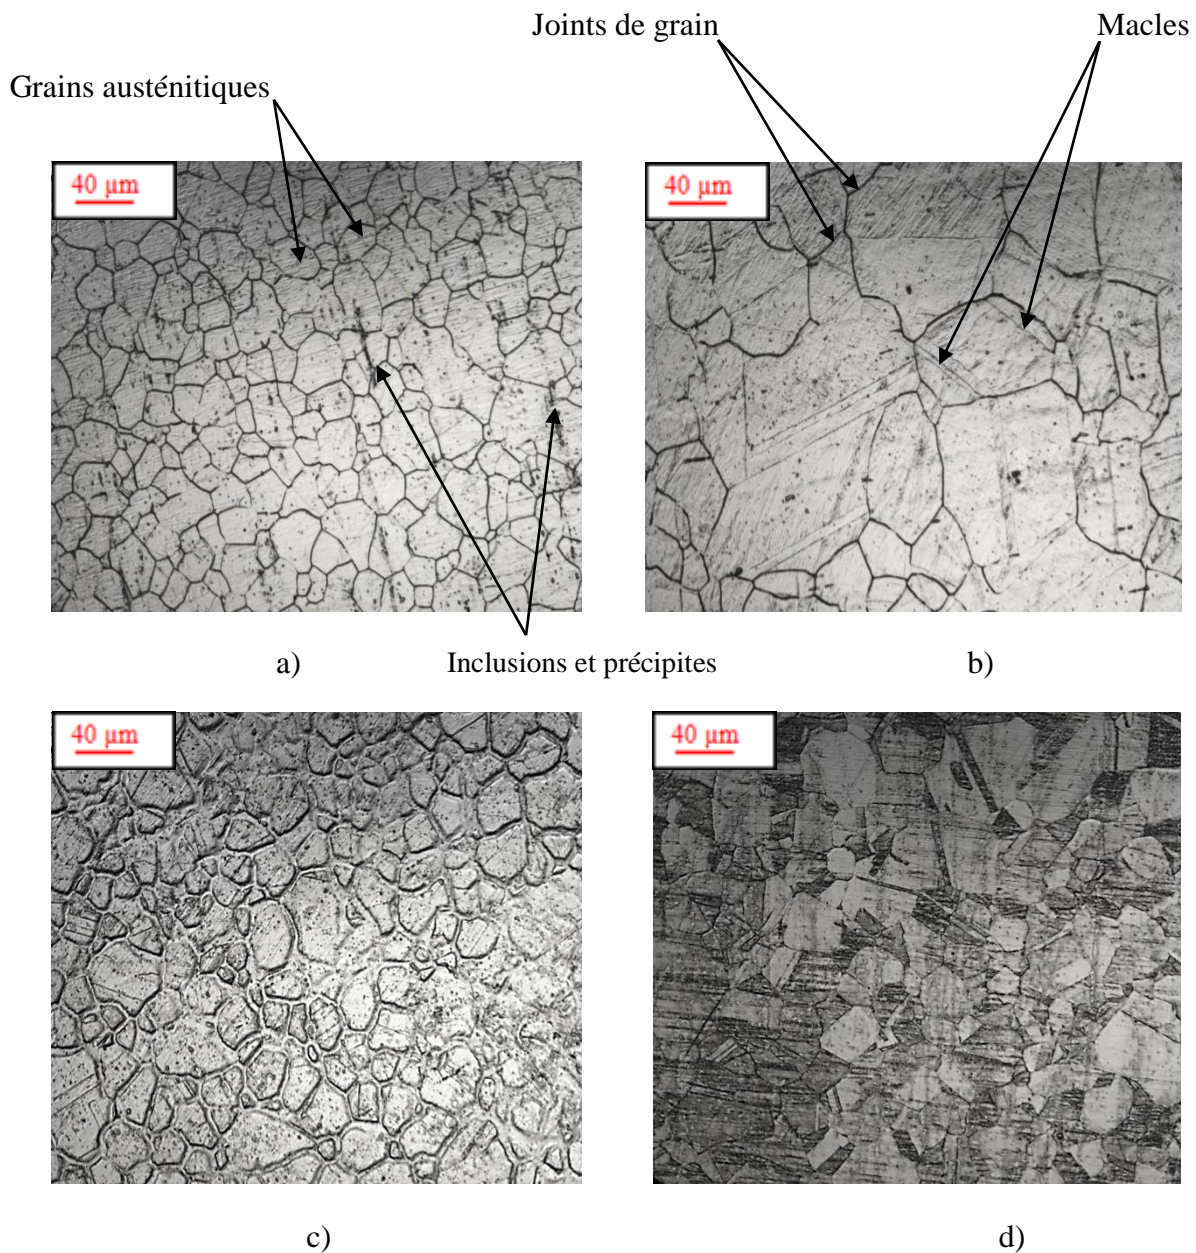 Joints de grain
Macles
Grains austénitiques
40 µm
40 µm
a)
Inclusions et précipites
b)
40 µm
40 µm
c)
d)